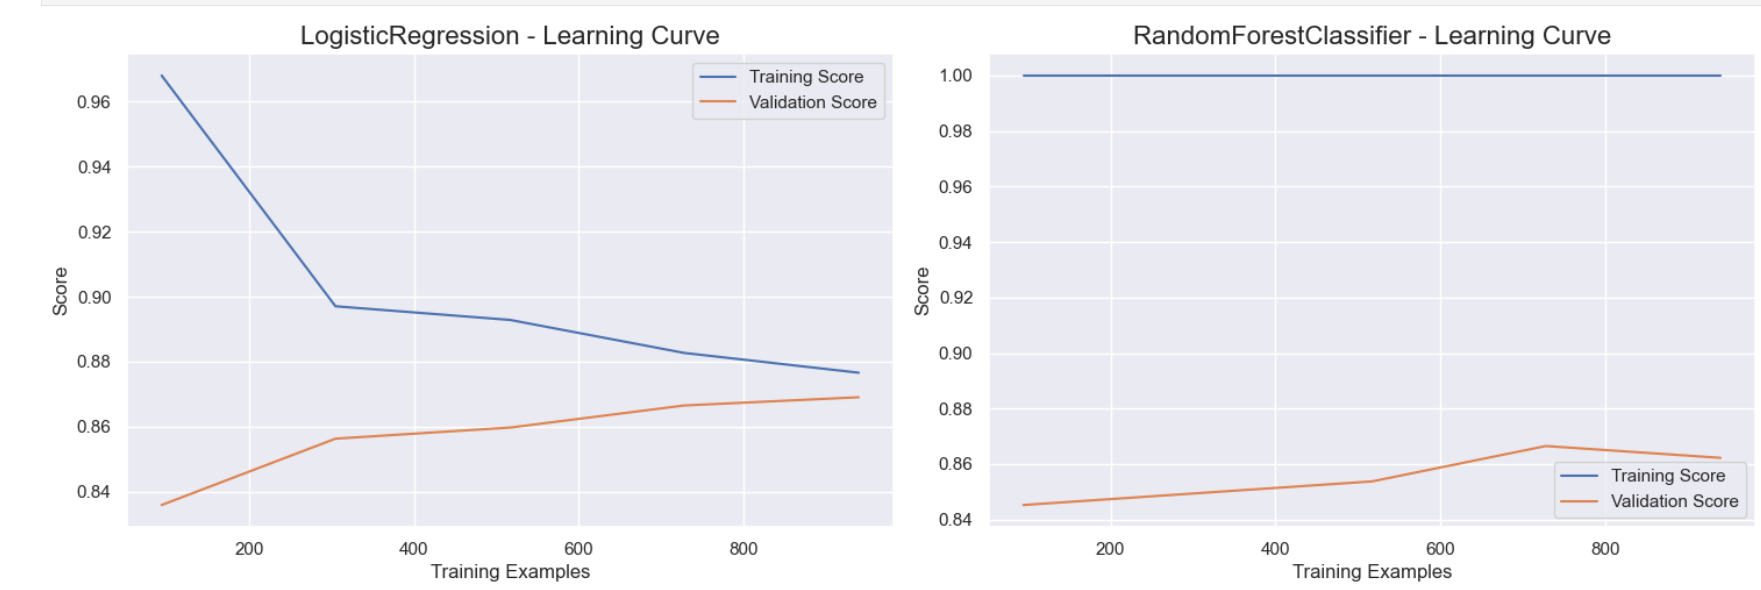 LogisticRegression - Learning Curve
Training Score
Validation Score
0.96
0.94
0.92
0.90
0.88
0.86
0.84
Score
200 400 600 800
Training Examples
RandomForestClassifier - Learning Curve
1.00
0.98
0.96
0.94
0.92
0.90
0.88
0.86
0.84
Score
Training Score
Validation Score
200 400 600 800
Training Examples